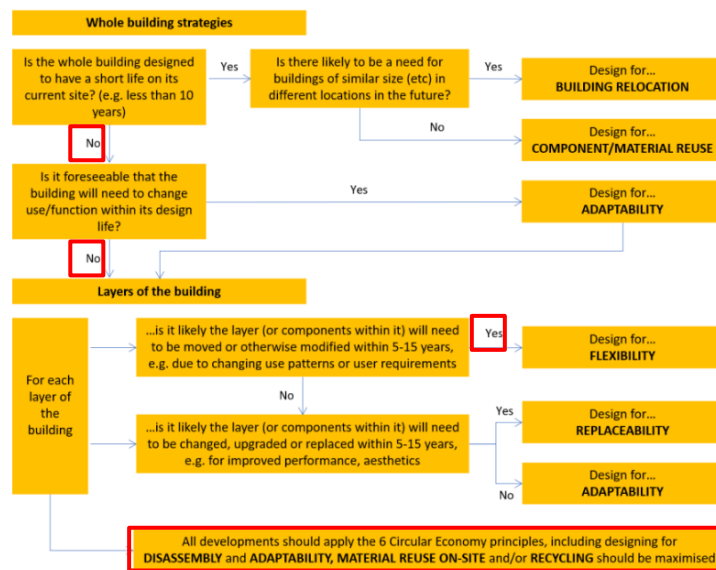 Whole building strategies
Is the whole building designed
to have a short life on its
current site? (e.g. less than 10
years)
Yes
Is there likely to be a need for
buildings of similar size (etc) in
different locations in the future?
Yes
Design for...
BUILDING RELOCATION
No
No
Design for...
COMPONENT/MATERIAL REUSE
Is it foreseeable that the
building will need to change
use/function within its design
life?
Yes
Design for...
ADAPTABILITY
No
Layers of the building
For each
layer of
the
building
...is it likely the layer (or components within it) will need
to be moved or otherwise modified within 5-15 years,
e.g. due to changing use patterns or user requirements
Yes
Design for...
FLEXIBILITY
No
...is it likely the layer (or components within it) will need
to be changed, upgraded or replaced within 5-15 years,
e.g. for improved performance, aesthetics
Yes
Design for...
REPLACEABILITY
No
Design for...
ADAPTABILITY
All developments should apply the 6 Circular Economy principles, including designing for
DISASSEMBLY and ADAPTABILITY, MATERIAL REUSE ON-SITE and/or RECYCLING should be maximised